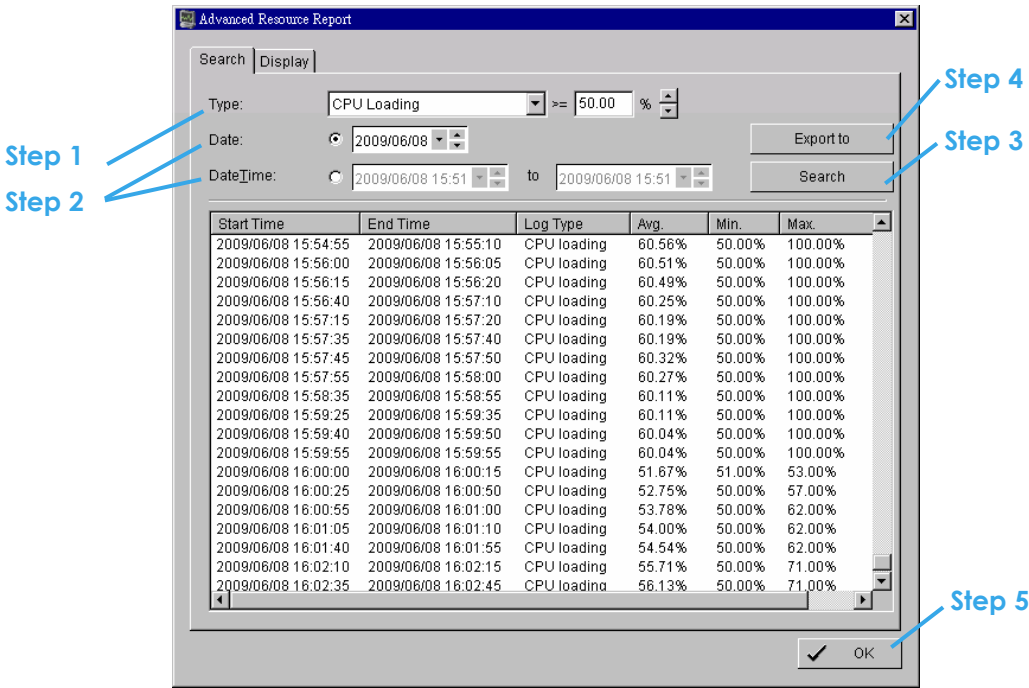 Advanced Resource Report
Search Display
Step 4
Type: CPU Loading >= 50.00 %
Step 3
Date: 2009/06/08 Export to
Step 1
DateTime: 2009/06/08 15:51 to 2009/06/08 15:51 Search
Step 2
Start Time End Time Log Type Avg. Min. Max.
2009/06/08 15:54:55 2009/06/08 15:55:10 CPU loading 60.56% 50.00% 100.00%
2009/06/08 15:56:00 2009/06/08 15:56:05 CPU loading 60.51% 50.00% 100.00%
2009/06/08 15:56:15 2009/06/08 15:56:20 CPU loading 60.49% 50.00% 100.00%
2009/06/08 15:56:40 2009/06/08 15:57:10 CPU loading 60.25% 50.00% 100.00%
2009/06/08 15:57:15 2009/06/08 15:57:20 CPU loading 60.19% 50.00% 100.00%
2009/06/08 15:57:35 2009/06/08 15:57:40 CPU loading 60.19% 50.00% 100.00%
2009/06/08 15:57:45 2009/06/08 15:57:50 CPU loading 60.32% 50.00% 100.00%
2009/06/08 15:57:55 2009/06/08 15:58:00 CPU loading 60.27% 50.00% 100.00%
2009/06/08 15:58:35 2009/06/08 15:58:55 CPU loading 60.11% 50.00% 100.00%
2009/06/08 15:59:25 2009/06/08 15:59:35 CPU loading 60.11% 50.00% 100.00%
2009/06/08 15:59:40 2009/06/08 15:59:50 CPU loading 60.04% 50.00% 100.00%
2009/06/08 15:59:55 2009/06/08 15:59:55 CPU loading 60.04% 50.00% 100.00%
2009/06/08 16:00:00 2009/06/08 16:00:15 CPU loading 51.67% 51.00% 53.00%
2009/06/08 16:00:25 2009/06/08 16:00:50 CPU loading 52.75% 50.00% 57.00%
2009/06/08 16:00:55 2009/06/08 16:01:00 CPU loading 53.78% 50.00% 62.00%
2009/06/08 16:01:05 2009/06/08 16:01:10 CPU loading 54.00% 50.00% 62.00%
2009/06/08 16:01:40 2009/06/08 16:01:55 CPU loading 54.54% 50.00% 62.00%
2009/06/08 16:02:10 2009/06/08 16:02:15 CPU loading 55.71% 50.00% 71.00%
2009/06/08 16:02:35 2009/06/08 16:02:45 CPU loading 56.13% 50.00% 71.00%
Step 5
OK